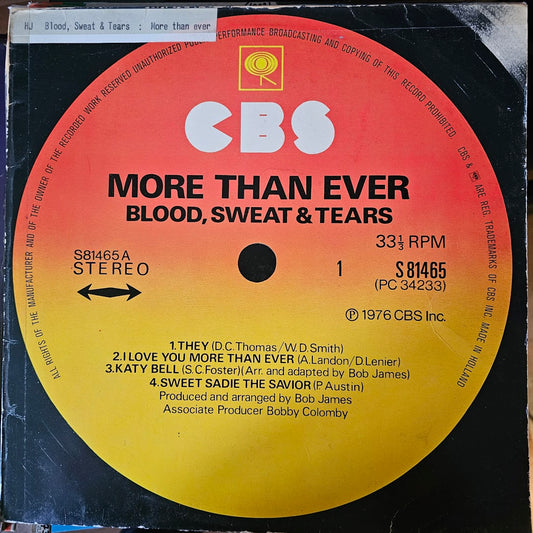 HJ Blood, Sweat & Tears : More than ever
ALL RIGHTS OF THE MANUFACTURER AND OF THE OWNER OF THE RECORDED WORK RESERVED UNAUTHORIZED PUBLIC PERFORMANCE BROADCASTING AND COPYING OF THIS RECORD PROHIBITED.
CBS & ARE REG. TRADEMARKS OF CBS INC. MADE IN HOLLAND
CBS
MORE THAN EVER
BLOOD, SWEAT & TEARS
33⅓ RPM
S81465A
STEREO
1
S 81465
(PC 34233)
℗ 1976 CBS Inc.
1. THEY (D.C. Thomas/W.D. Smith)
2. I LOVE YOU MORE THAN EVER (A. Landon/D. Lenier)
3. KATY BELL (S.C. Foster) (Arr. and adapted by Bob James)
4. SWEET SADIE THE SAVIOR (P. Austin)
Produced and arranged by Bob James
Associate Producer Bobby Colomby